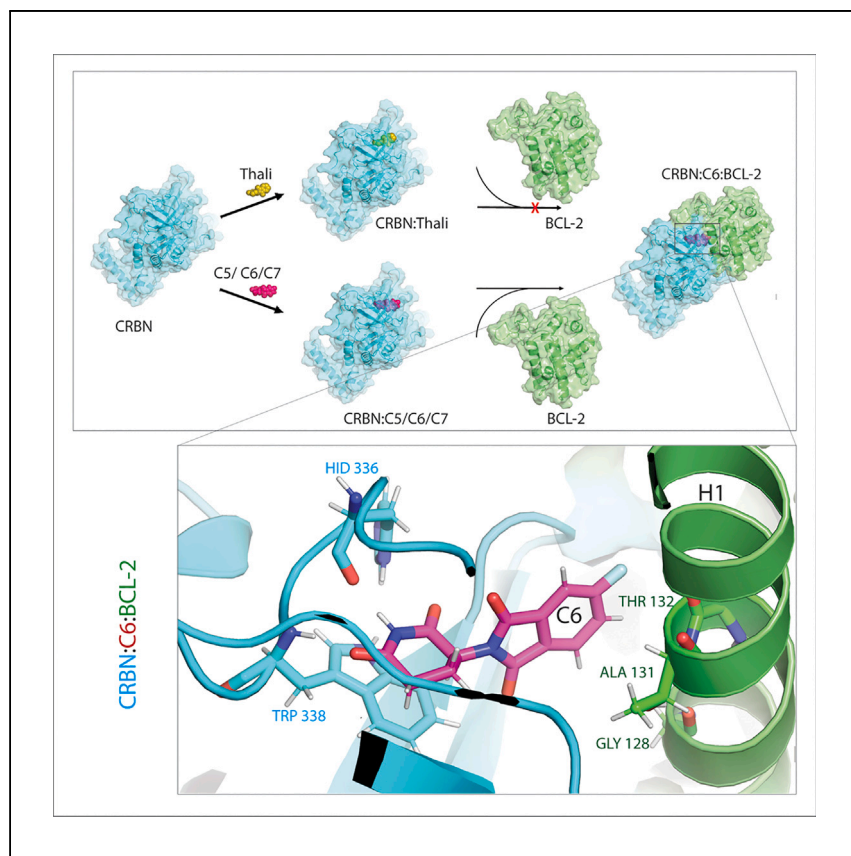 Thali
CRBN:Thali
BCL-2
CRBN:C6:BCL-2
C5/ C6/C7
CRBN
CRBN:C5/C6/C7
BCL-2
CRBN:C6:BCL-2
HID 336
H1
C6
THR 132
ALA 131
TRP 338
GLY 128